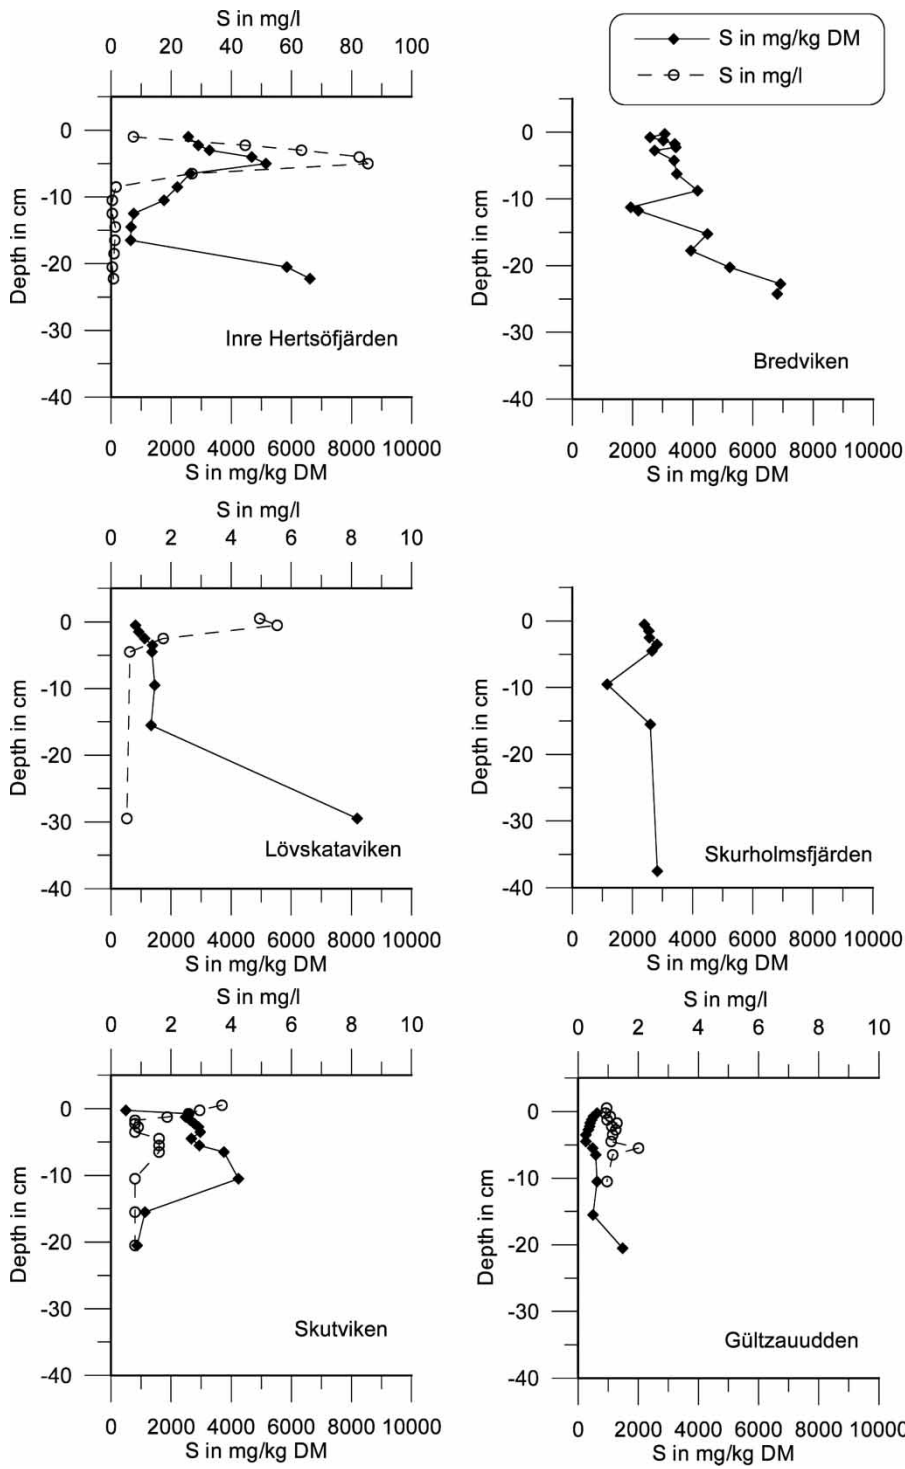 S in mg/l
0 20 40 60 80 100
S in mg/kg DM
S in mg/l
0
-10
-20
-30
-40
Depth in cm
Inre Hertsöfjärden
0 2000 4000 6000 8000 10000
S in mg/kg DM
0
-10
-20
-30
-40
Depth in cm
Bredviken
0 2000 4000 6000 8000 10000
S in mg/kg DM
S in mg/l
0 2 4 6 8 10
0
-10
-20
-30
-40
Depth in cm
Lövskataviken
0 2000 4000 6000 8000 10000
S in mg/kg DM
0
-10
-20
-30
-40
Depth in cm
Skurholmsfjärden
0 2000 4000 6000 8000 10000
S in mg/kg DM
S in mg/l
0 2 4 6 8 10
0
-10
-20
-30
-40
Depth in cm
Skutviken
0 2000 4000 6000 8000 10000
S in mg/kg DM
S in mg/l
0 2 4 6 8 10
0
-10
-20
-30
-40
Depth in cm
Gültzauudden
0 2000 4000 6000 8000 10000
S in mg/kg DM